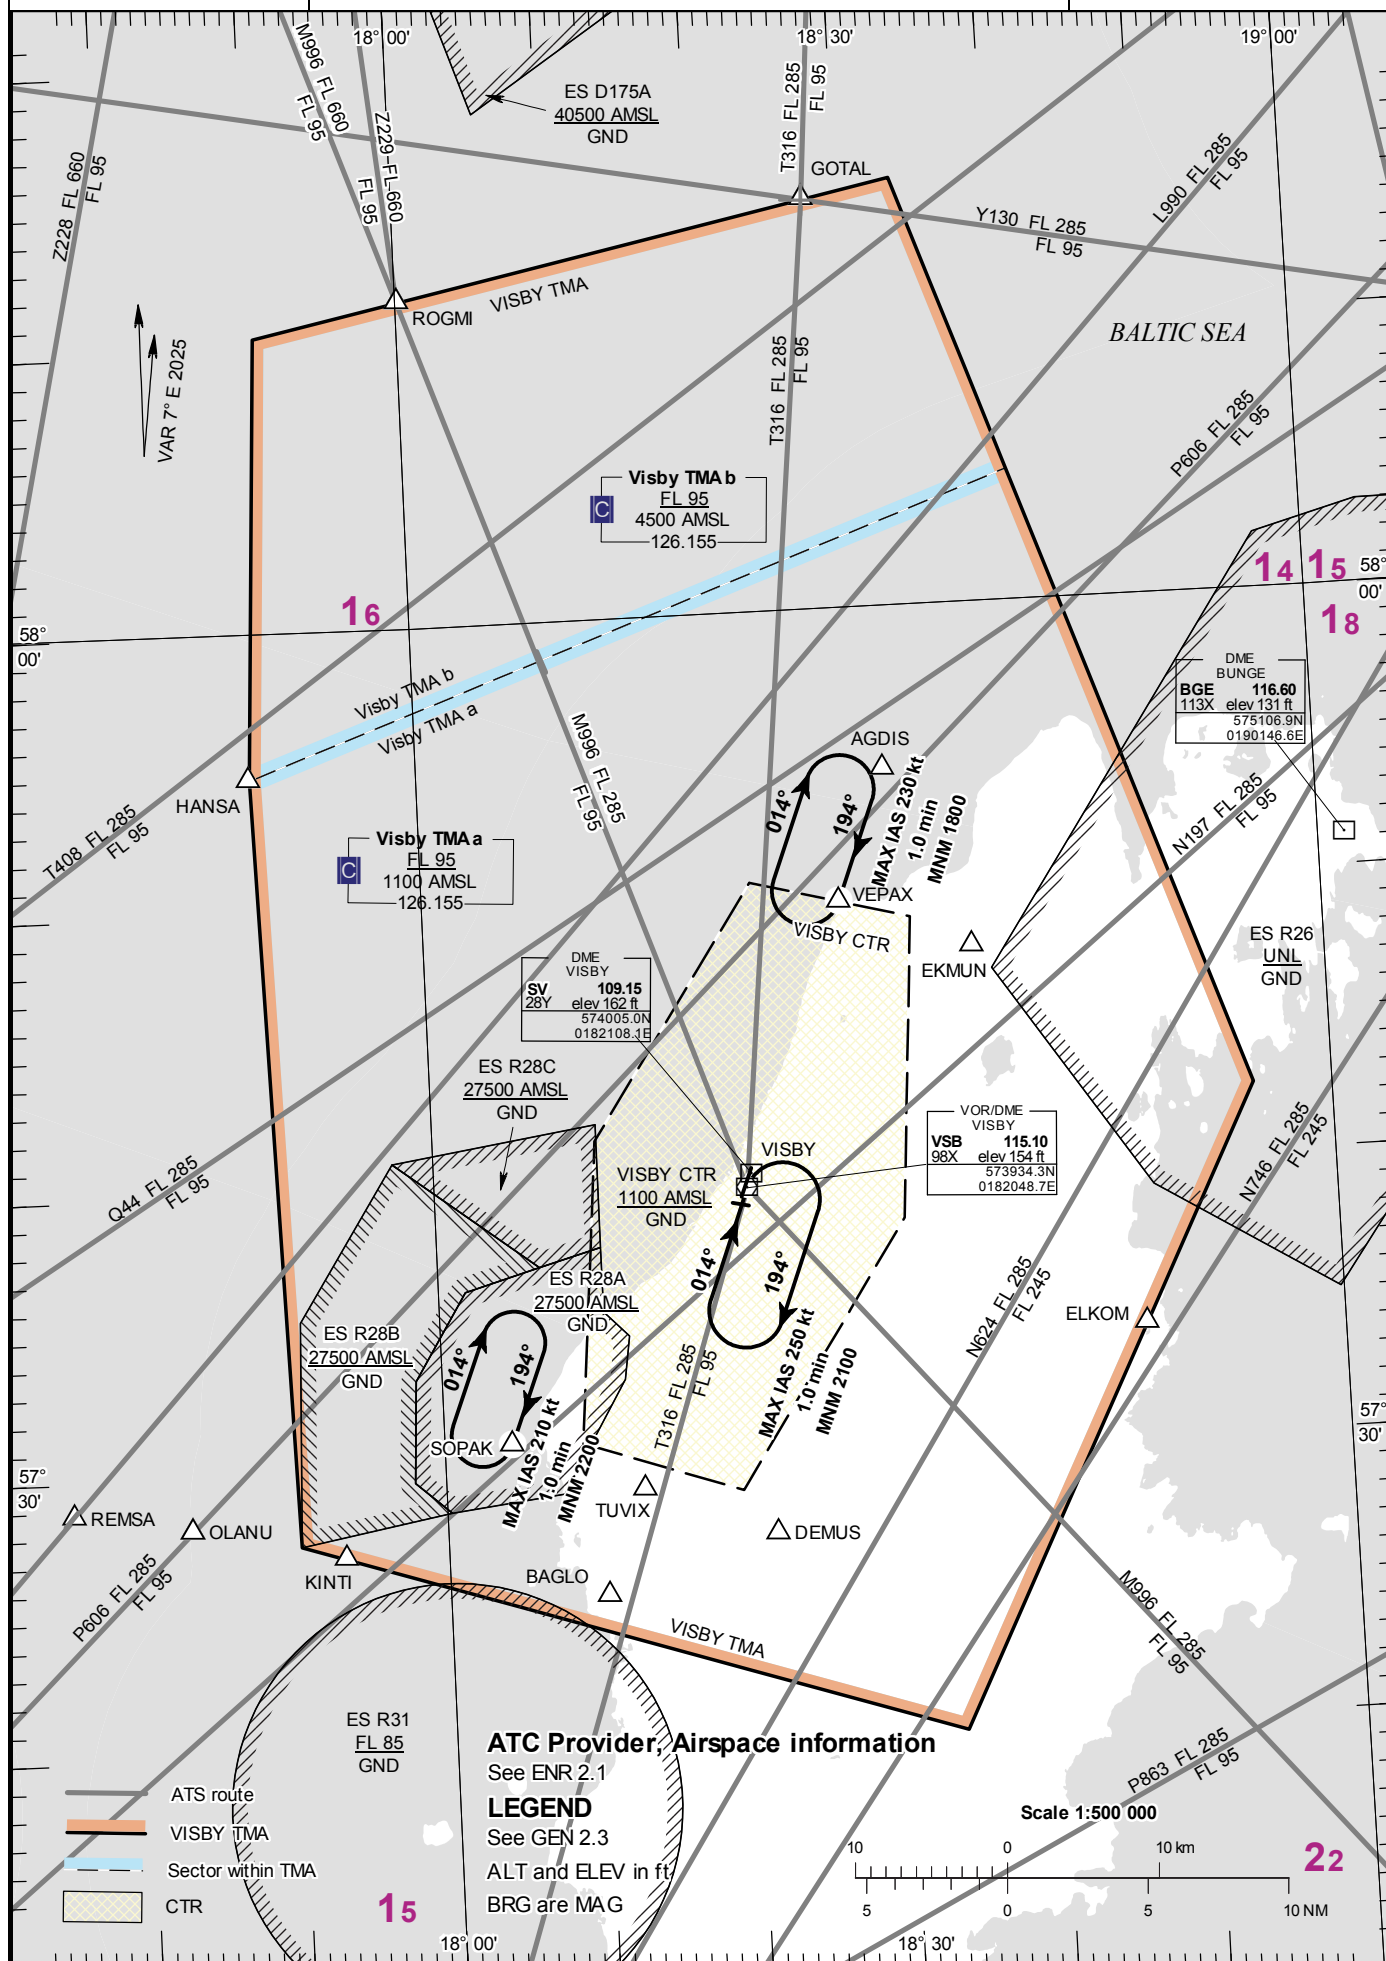 18° 00'
18° 30'
19° 00'
M996 FL 660
FL 95
Z229 FL 660
FL 95
Z228 FL 660
FL 95
ES D175A
40500 AMSL
GND
T316 FL 285
FL 95
GOTAL
L990 FL 285
FL 95
Y130 FL 285
FL 95
VISBY TMA
ROGMI
BALTIC SEA
VAR 7° E 2025
T316 FL 285
FL 95
P606 FL 285
FL 95
Visby TMA b
FL 95
C
4500 AMSL
126.155
14
15
58°
00'
16
18
58°
00'
Visby TMA b
Visby TMA a
DME
BUNGE
BGE 116.60
113X elev 131 ft
575106.9N
0190146.6E
M996 FL 285
FL 95
AGDIS
HANSA
014°
194°
MAX IAS 230 kt
1.0 min
MNM 1800
T408 FL 285
FL 95
N197 FL 285
FL 95
Visby TMA a
FL 95
C
1100 AMSL
126.155
VEPAX
VISBY CTR
EKMUN
ES R26
UNL
GND
DME
VISBY
SV 109.15
28Y elev 162 ft
574005.0N
0182108.1E
ES R28C
27500 AMSL
GND
VOR/DME
VISBY
VSB 115.10
98X elev 154 ft
573934.3N
0182048.7E
VISBY
VISBY CTR
1100 AMSL
GND
Q44 FL 285
FL 95
N746 FL 285
FL 245
014°
194°
MAX IAS 250 kt
1.0 min
MNM 2100
ES R28A
27500 AMSL
GND
ES R28B
27500 AMSL
GND
N624 FL 285
FL 245
ELKOM
014°
194°
MAX IAS 210 kt
1.0 min
MNM 2200
T316 FL 285
FL 95
SOPAK
57°
30'
57°
30'
TUVIX
REMSA
OLANU
DEMUS
KINTI
BAGLO
P606 FL 285
FL 95
M996 FL 285
FL 95
VISBY TMA
ES R31
FL 85
GND
P863 FL 285
FL 95
ATC Provider, Airspace information
See ENR 2.1
LEGEND
See GEN 2.3
ALT and ELEV in ft
BRG are MAG
ATS route
VISBY TMA
Sector within TMA
CTR
Scale 1:500 000
10 0 10 km
5 0 5 10 NM
22
15
18° 00'
18° 30'